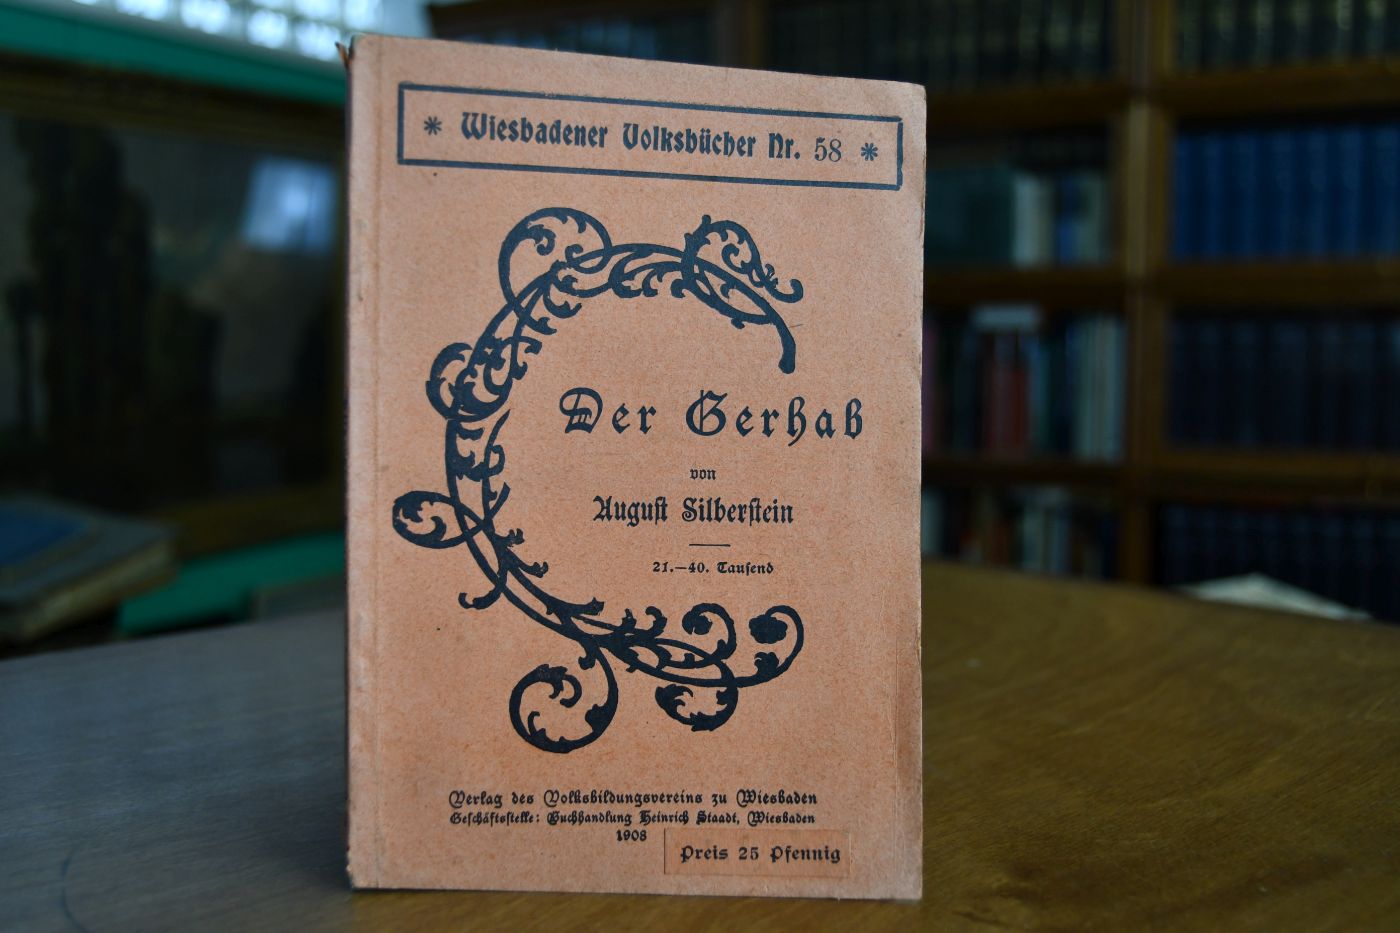 * Wiesbadener Volksbücher Nr. 58 *
Der Gerhab
von
August Silberstein
21.—40. Tausend
Verlag des Volksbildungsvereins zu Wiesbaden
Geschäftsstelle: Buchhandlung Heinrich Staadt, Wiesbaden
1908
Preis 25 Pfennig